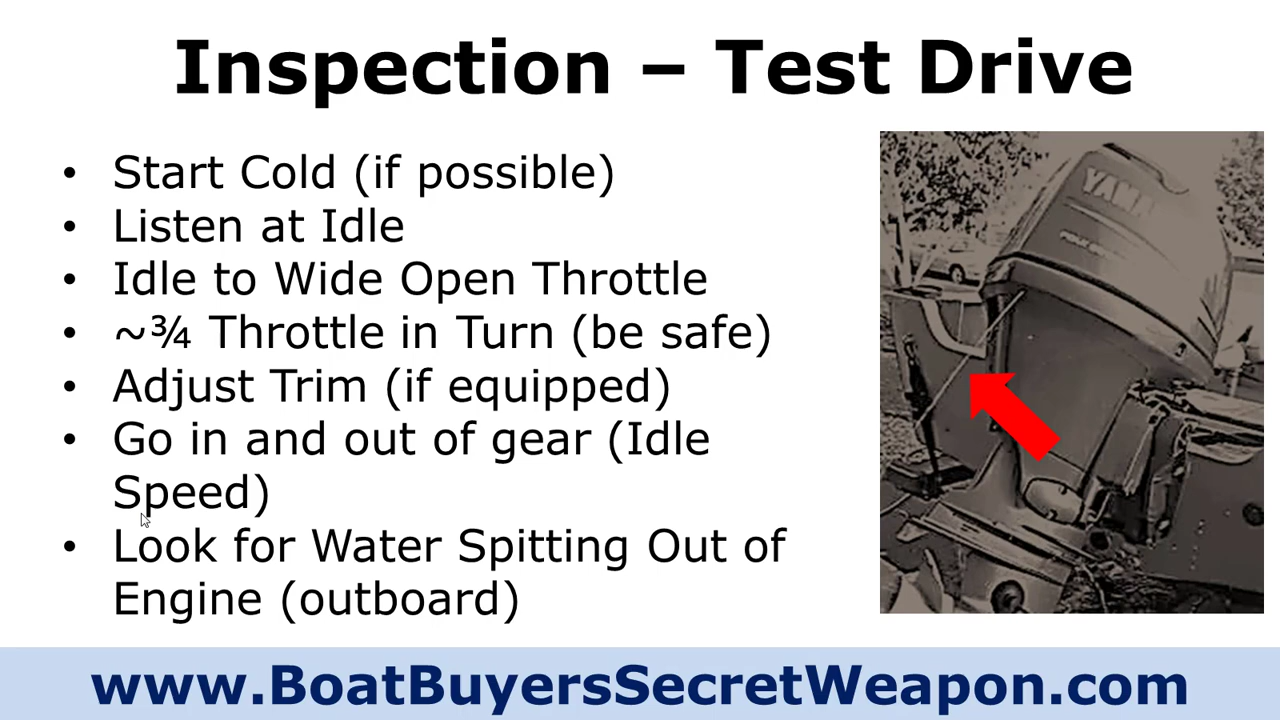 Inspection – Test Drive
• Start Cold (if possible)
• Listen at Idle
• Idle to Wide Open Throttle
• ~¾ Throttle in Turn (be safe)
• Adjust Trim (if equipped)
• Go in and out of gear (Idle
Speed)
• Look for Water Spitting Out of
Engine (outboard)
www.BoatBuyersSecretWeapon.com